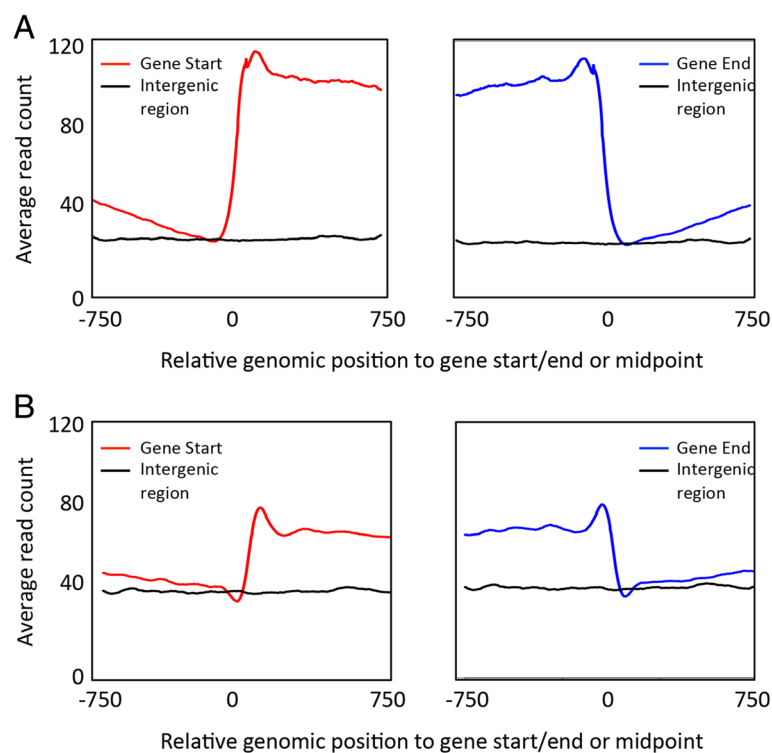 A
120
80
40
0
Average read count
Gene Start
Intergenic
region
Gene End
Intergenic
region
-750 0 750 -750 0 750
Relative genomic position to gene start/end or midpoint
B
120
80
40
0
Average read count
Gene Start
Intergenic
region
Gene End
Intergenic
region
-750 0 750 -750 0 750
Relative genomic position to gene start/end or midpoint